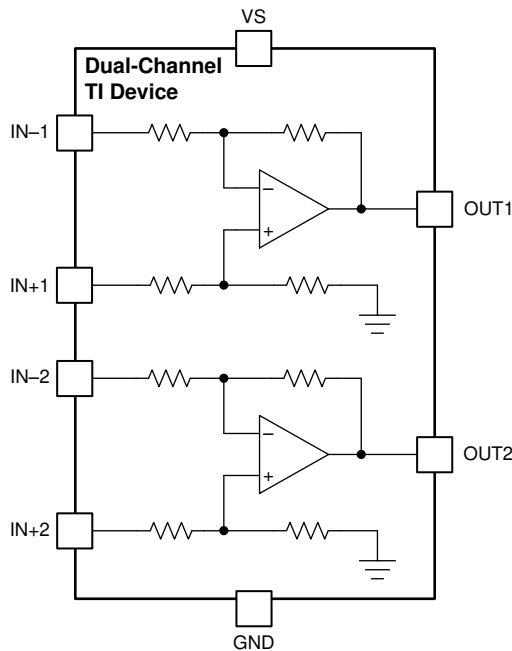 VS
Dual-Channel
TI Device
IN–1
−
OUT1
+
IN+1
IN–2
−
OUT2
+
IN+2
GND